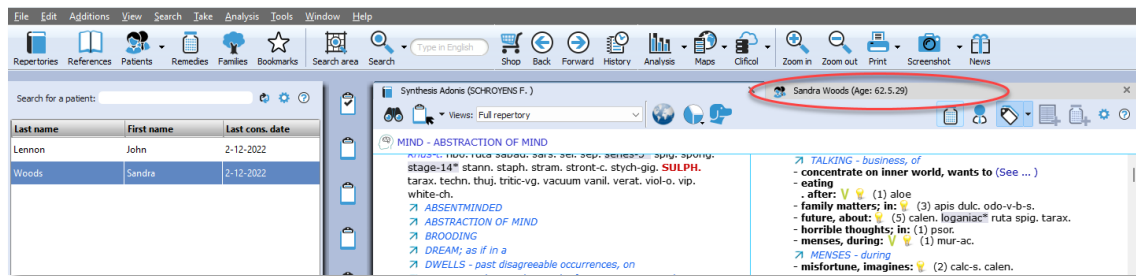 File Edit Additions View Search Take Analysis Tools Window Help
Repertories References Patients Remedies Families Bookmarks Search area Search Type in English Shop Back Forward History Analysis Maps Clificol Zoom in Zoom out Print Screenshot News
Search for a patient:
Last name First name Last cons. date
Lennon John 2-12-2022
Woods Sandra 2-12-2022
Synthesis Adonis (SCHROYENS F. ) ×
Sandra Woods (Age: 62.5.29) ×
Views: Full repertory
MIND - ABSTRACTION OF MIND
stage-14* stann. staph. stram. stront-c. stych-gig. SULPH.
tarax. techn. thuj. tritic-vg. vacuum vanil. verat. viol-o. vip.
white-ch.
ABSENTMINDED
ABSTRACTION OF MIND
BROODING
DREAM; as if in a
DWELLS - past disagreeable occurrences, on
TALKING - business, of
- concentrate on inner world, wants to (See ... )
- eating
. after: V (1) aloe
- family matters; in: (3) apis dulc. odo-v-b-s.
- future, about: (5) calen. loganiac* ruta spig. tarax.
- horrible thoughts; in: (1) psor.
- menses, during: V (1) mur-ac.
MENSES - during
- misfortune, imagines: (2) calc-s. calen.